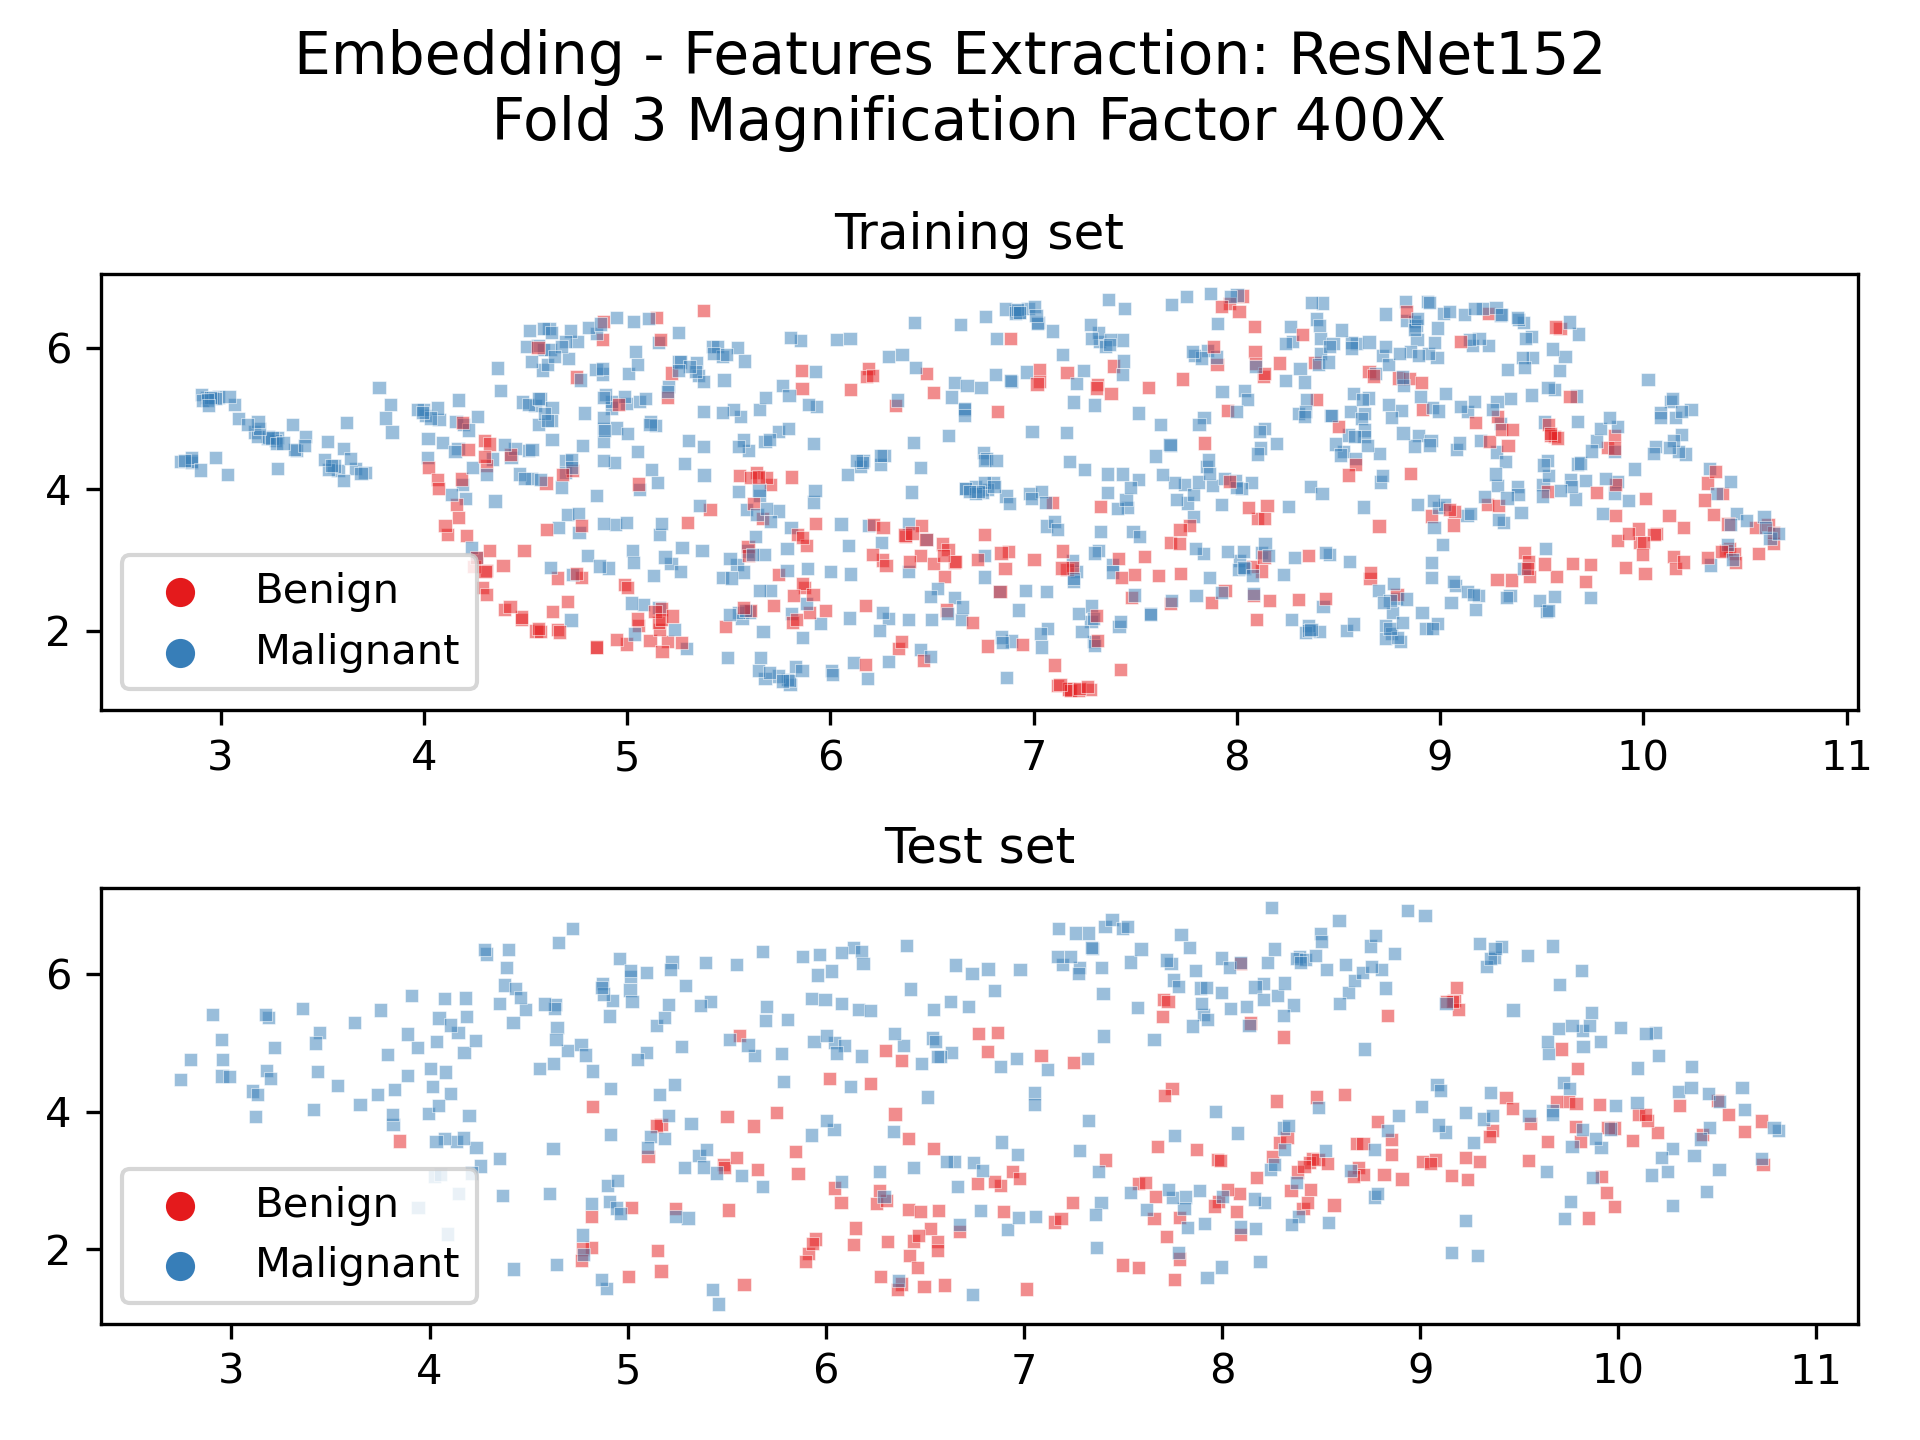 Embedding - Features Extraction: ResNet152
Fold 3 Magnification Factor 400X
Training set
6
4
2
Benign
Malignant
3 4 5 6 7 8 9 10 11
Test set
6
4
2
Benign
Malignant
3 4 5 6 7 8 9 10 11